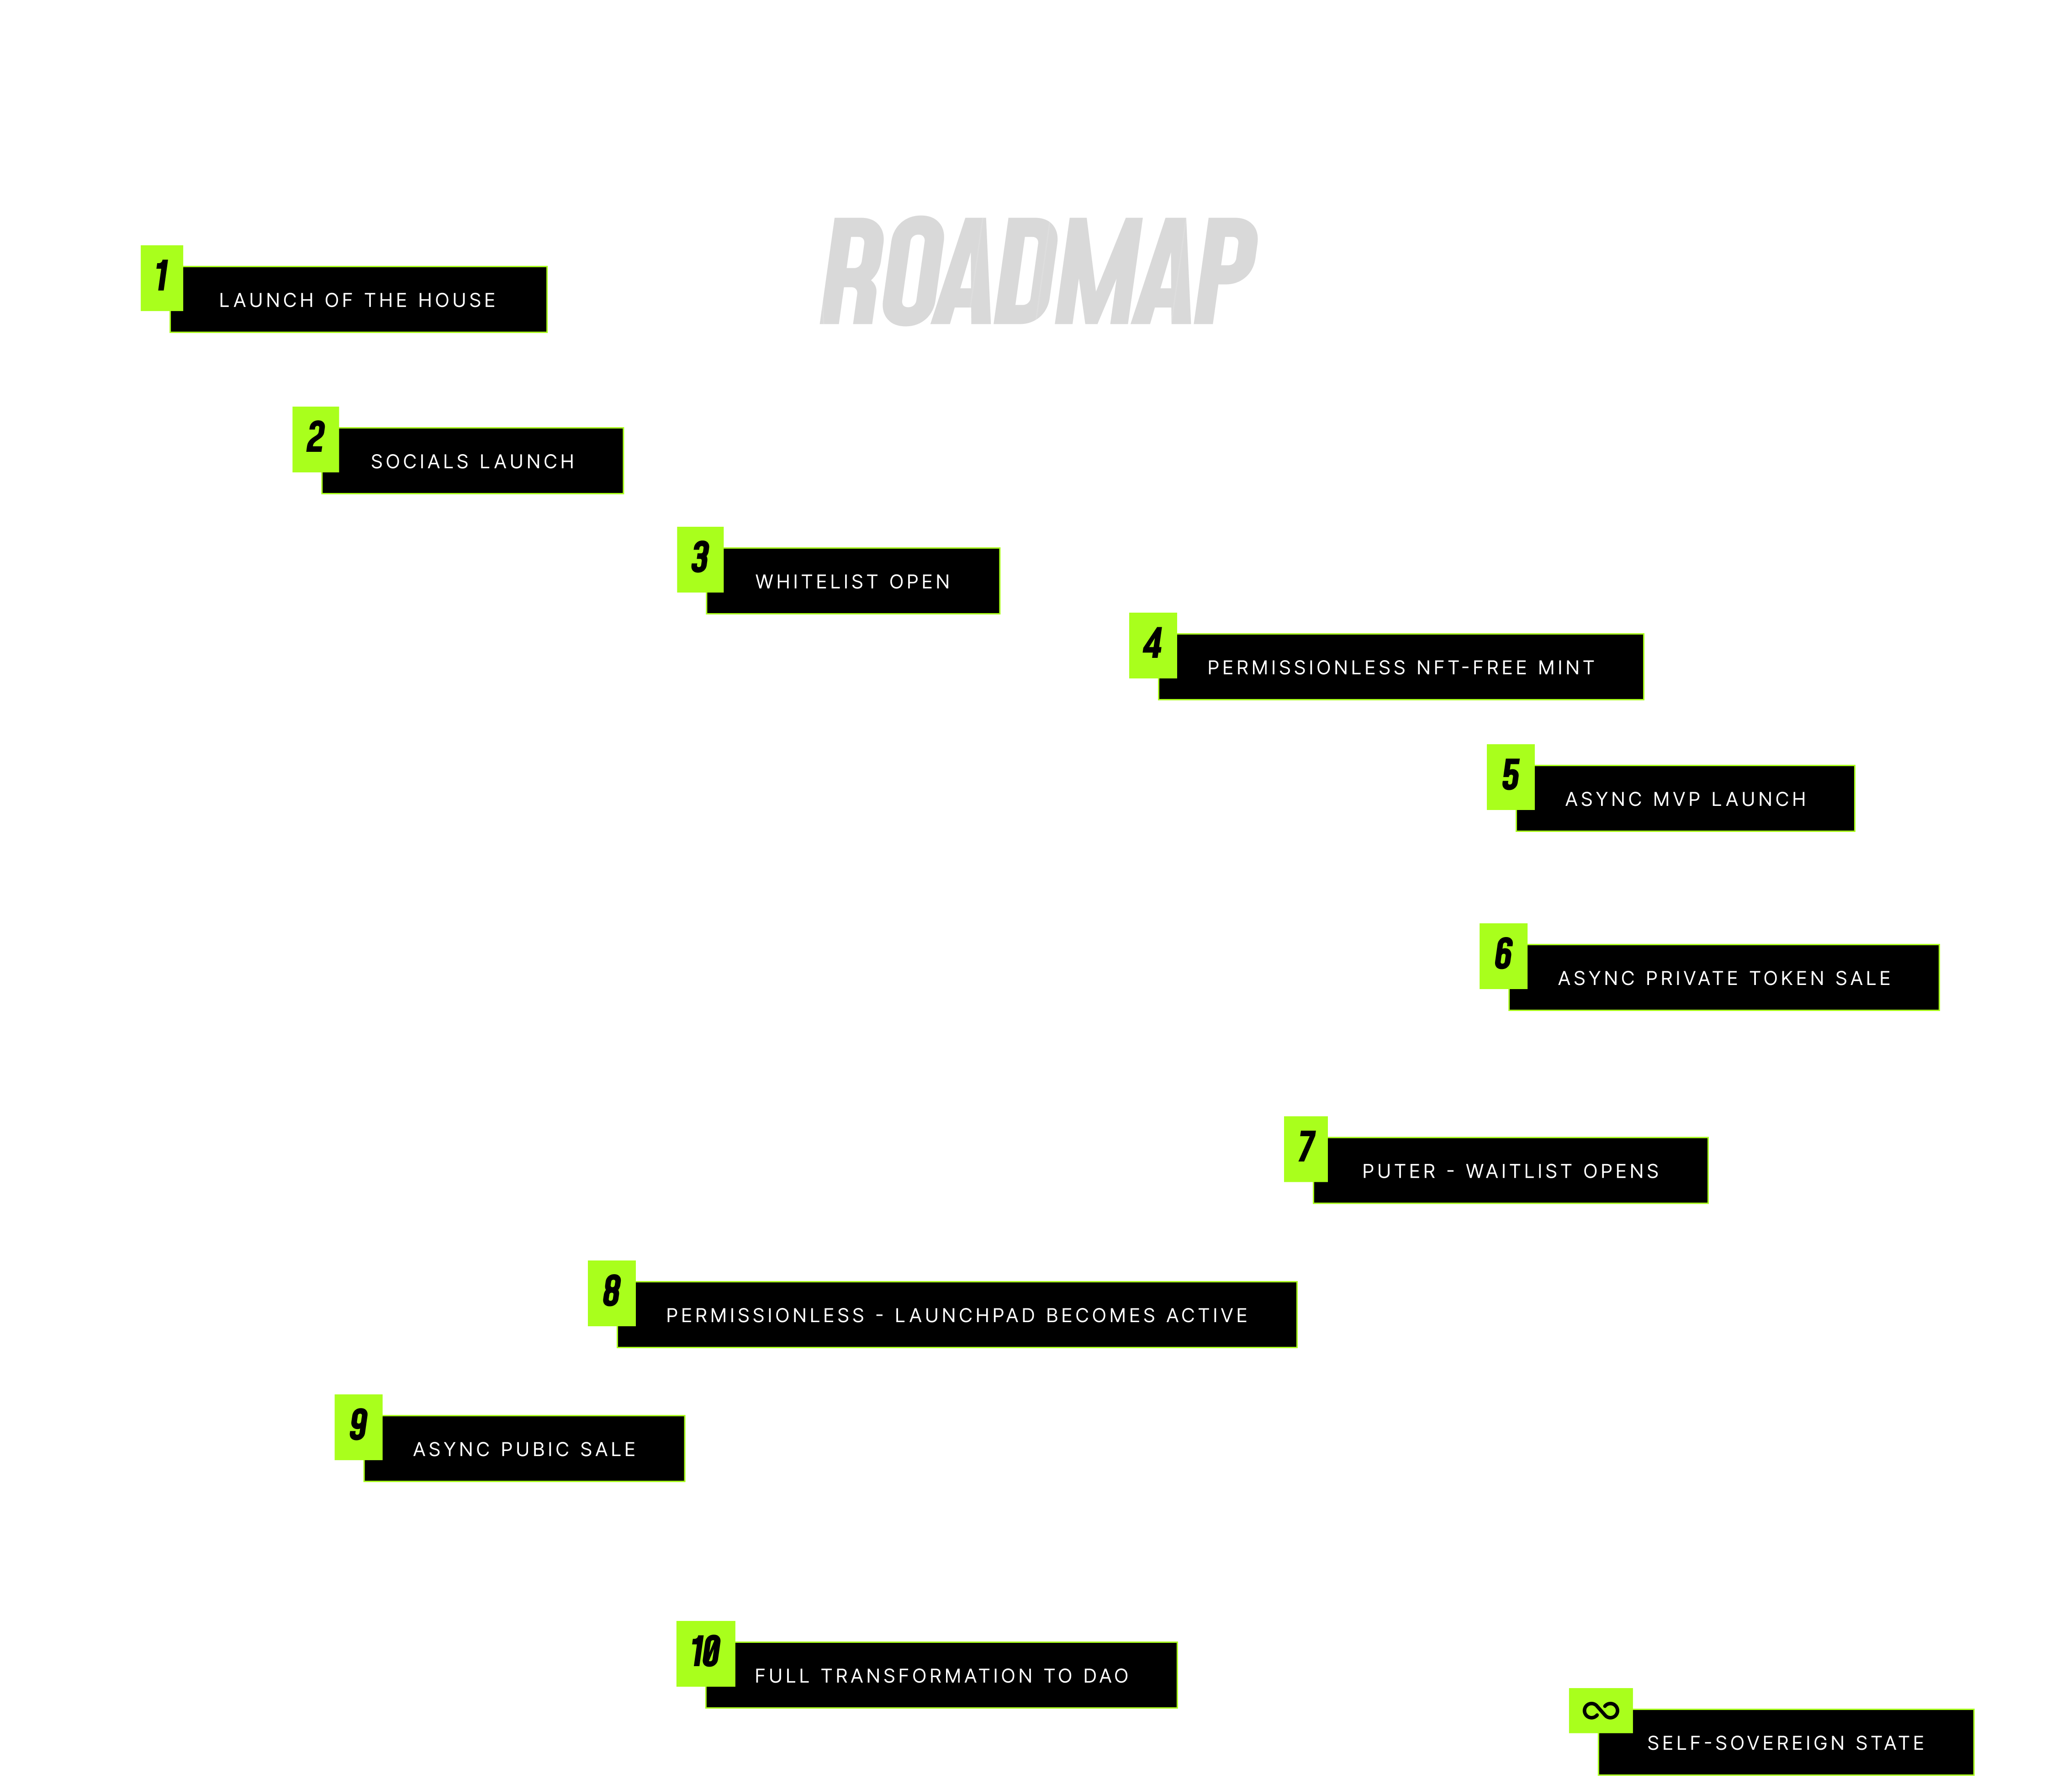 ROADMAP
1
LAUNCH OF THE HOUSE
2
SOCIALS LAUNCH
3
WHITELIST OPEN
4
PERMISSIONLESS NFT-FREE MINT
5
ASYNC MVP LAUNCH
6
ASYNC PRIVATE TOKEN SALE
7
PUTER - WAITLIST OPENS
8
PERMISSIONLESS - LAUNCHPAD BECOMES ACTIVE
9
ASYNC PUBIC SALE
10
FULL TRANSFORMATION TO DAO
∞
SELF-SOVEREIGN STATE